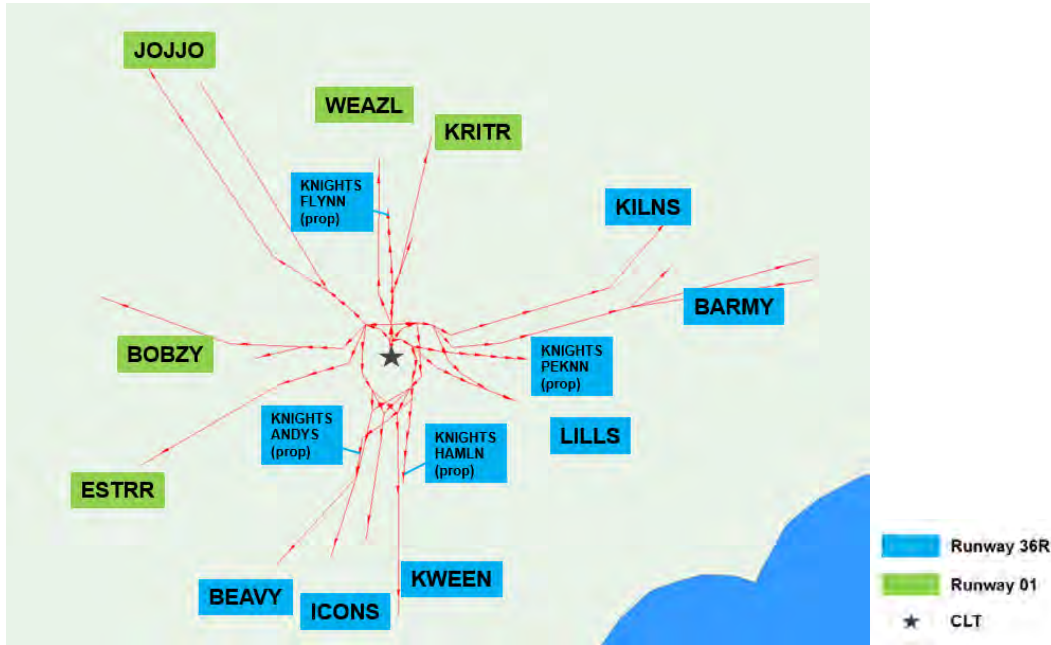 JOJJO
WEAZL
KRITR
KNIGHTS
FLYNN
(prop)
KILNS
BARMY
BOBZY
KNIGHTS
PEKNN
(prop)
KNIGHTS
ANDYS
(prop)
KNIGHTS
HAMLN
(prop)
LILLS
ESTRR
BEAVY
ICONS
KWEEN
Runway 36R
Runway 01
CLT